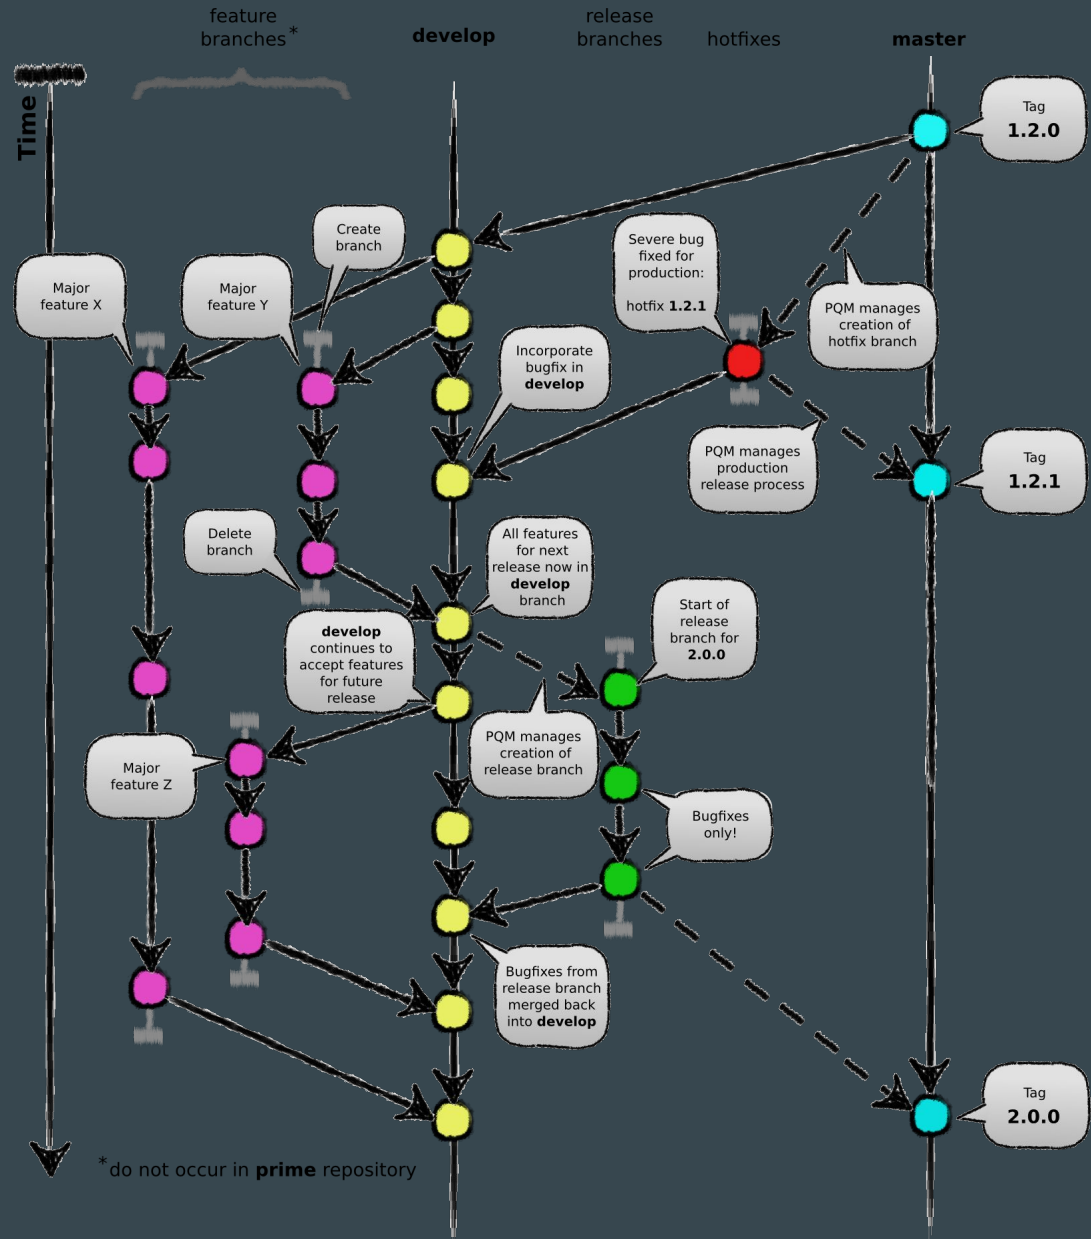 feature
branches*
develop
release
branches
hotfixes
master
Time
Tag
1.2.0
Create
branch
Severe bug
fixed for
production:
hotfix 1.2.1
Major
feature X
Major
feature Y
PQM manages
creation of
hotfix branch
Incorporate
bugfix in
develop
PQM manages
production
release process
Tag
1.2.1
Delete
branch
All features
for next
release now in
develop
branch
Start of
release
branch for
2.0.0
develop
continues to
accept features
for future
release
PQM manages
creation of
release branch
Major
feature Z
Bugfixes
only!
Bugfixes from
release branch
merged back
into develop
Tag
2.0.0
*do not occur in prime repository